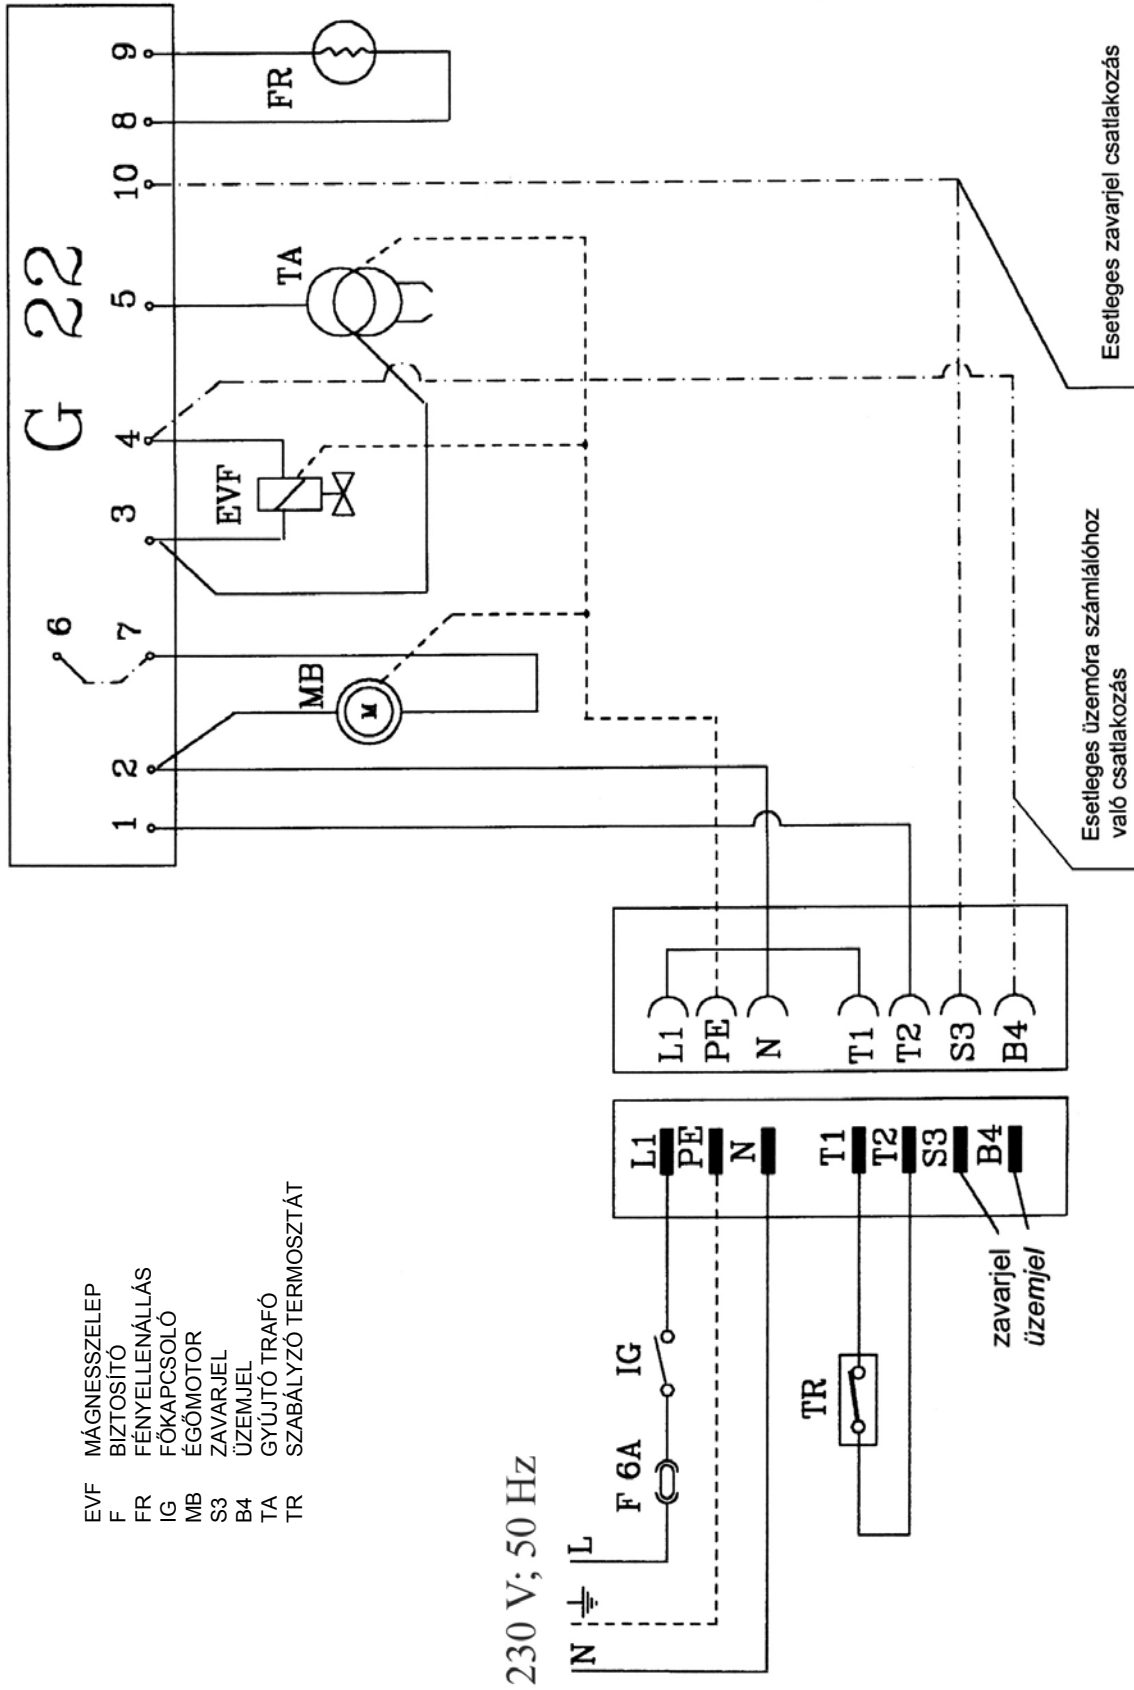 EVF MÁGNESSZELEP
F BIZTOSÍTÓ
FR FÉNYELLENÁLLÁS
IG FŐKAPCSOLÓ
MB ÉGŐMOTOR
S3 ZAVARJEL
B4 ÜZEMJEL
TA GYÚJTÓ TRAFÓ
TR SZABÁLYZÓ TERMOSZTÁT
G 22
1 2 7 3 4 5 10 8 9
6
MB
M
EVF
TA
FR
230 V; 50 Hz
N
L
F 6A
IG
TR
L1
PE
N
T1
T2
S3
B4
L1
PE
N
T1
T2
S3
B4
zavarjel
üzemjel
Esetleges üzemóra számlálóhoz
való csatlakozás
Esetleges zavarjel csatlakozás